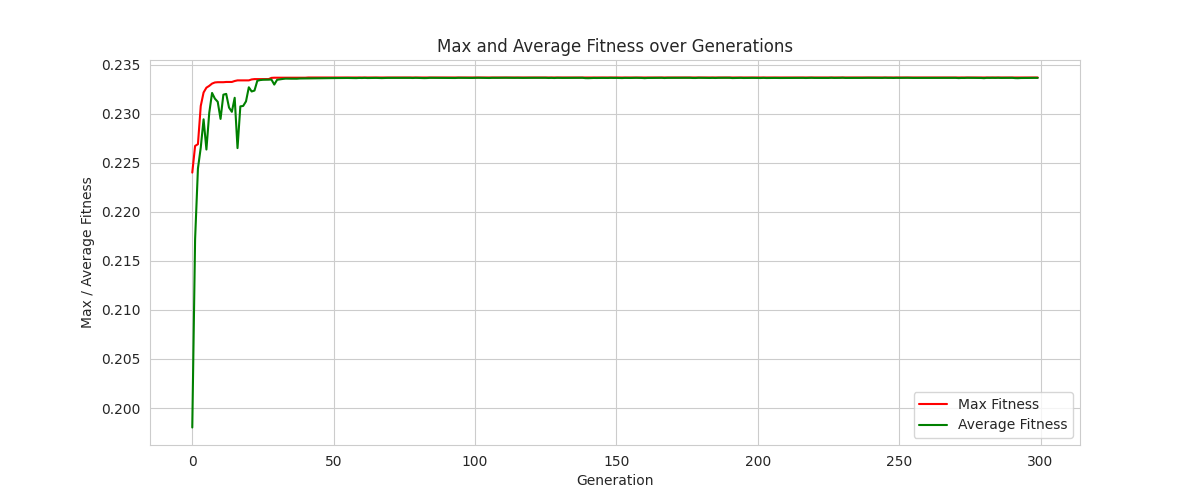 Max and Average Fitness over Generations
Max / Average Fitness
0.235
0.230
0.225
0.220
0.215
0.210
0.205
0.200
0 50 100 150 200 250 300
Generation
Max Fitness
Average Fitness